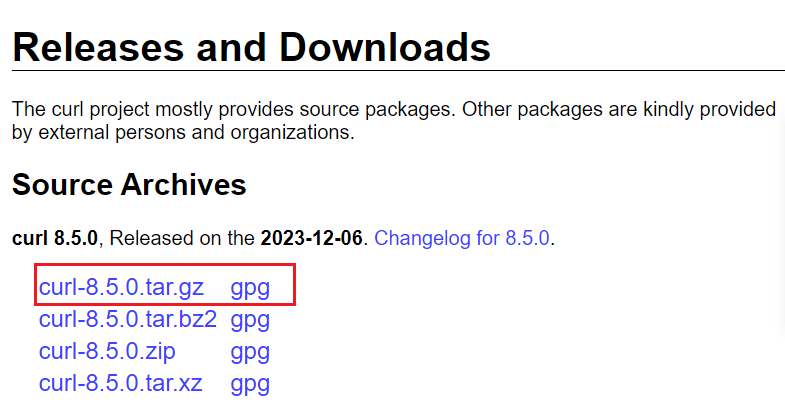 Releases and Downloads
The curl project mostly provides source packages. Other packages are kindly provided
by external persons and organizations.
Source Archives
curl 8.5.0, Released on the 2023-12-06. Changelog for 8.5.0.
curl-8.5.0.tar.gz gpg
curl-8.5.0.tar.bz2 gpg
curl-8.5.0.zip gpg
curl-8.5.0.tar.xz gpg